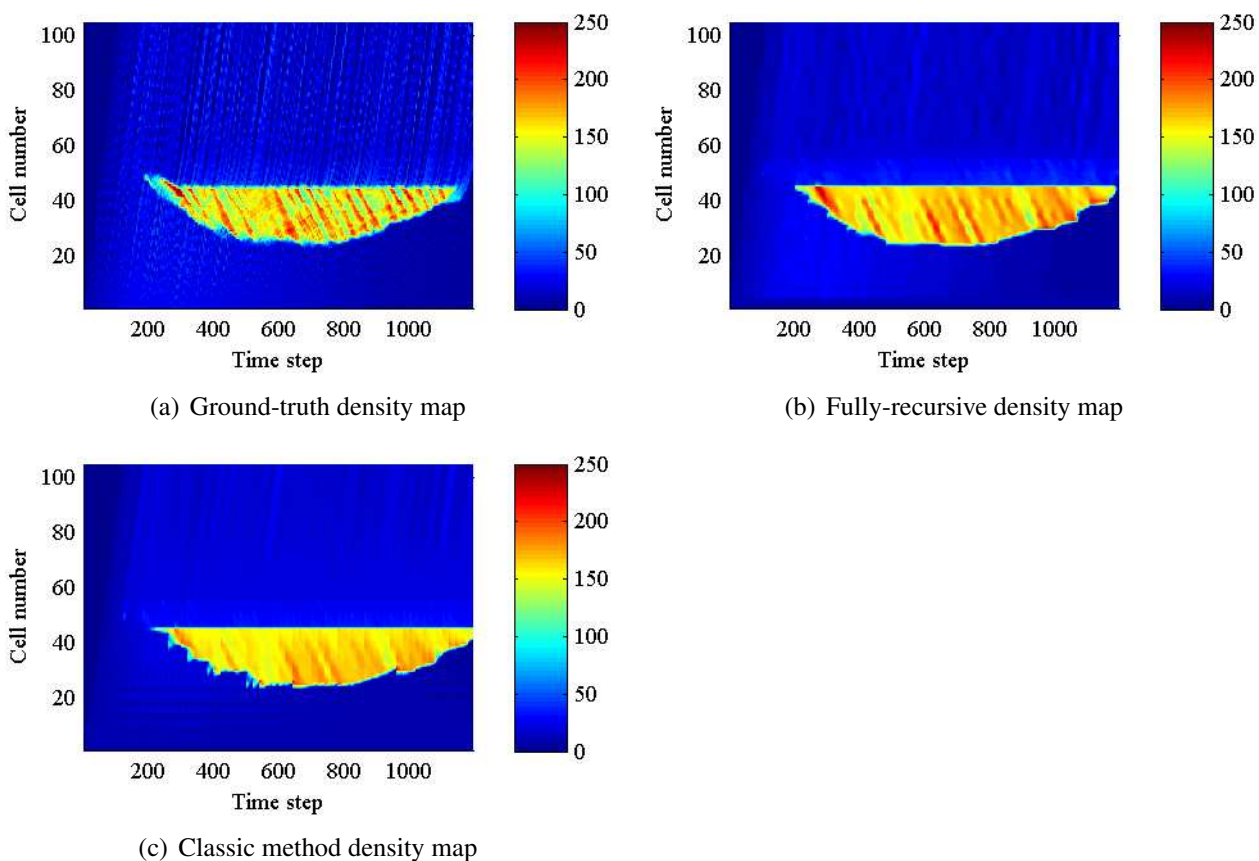 100
80
60
40
20
Cell number
200 400 600 800 1000
Time step
250
200
150
100
50
0
(a) Ground-truth density map
100
80
60
40
20
Cell number
200 400 600 800 1000
Time step
250
200
150
100
50
0
(b) Fully-recursive density map
100
80
60
40
20
Cell number
200 400 600 800 1000
Time step
250
200
150
100
50
0
(c) Classic method density map